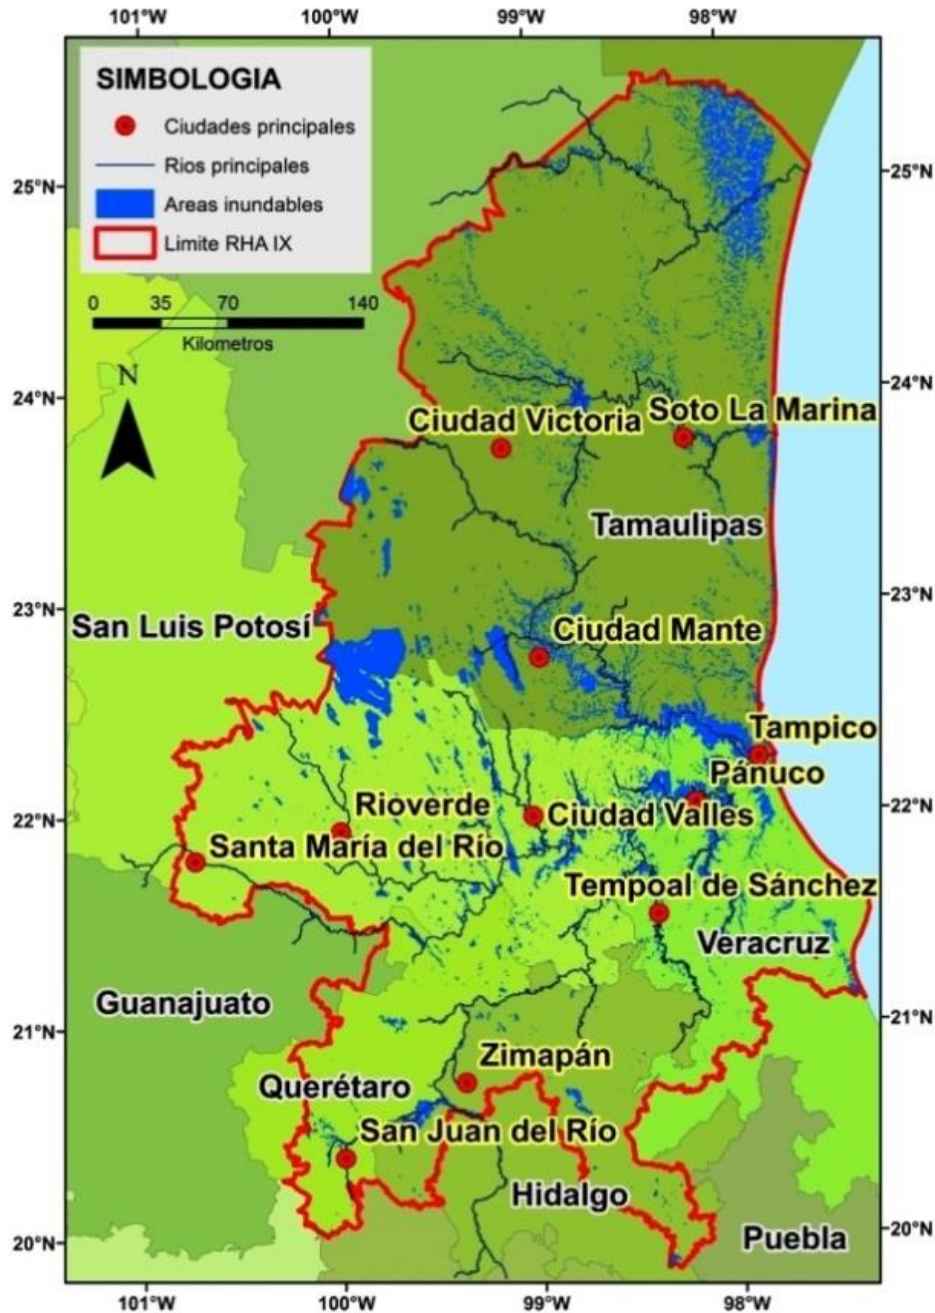 101°W 100°W 99°W 98°W
SIMBOLOGIA
Ciudades principales
Rios principales
Areas inundables
Limite RHA IX
0 35 70 140
Kilometros
N
25°N 25°N
24°N 24°N
Ciudad Victoria Soto La Marina
Tamaulipas
23°N 23°N
San Luis Potosí
Ciudad Mante
Tampico
Pánuco
22°N 22°N
Rioverde Ciudad Valles
Santa María del Río
Tempoal de Sánchez
Veracruz
Guanajuato
21°N 21°N
Zimapán
Querétaro
San Juan del Río
Hidalgo
Puebla
20°N 20°N
101°W 100°W 99°W 98°W